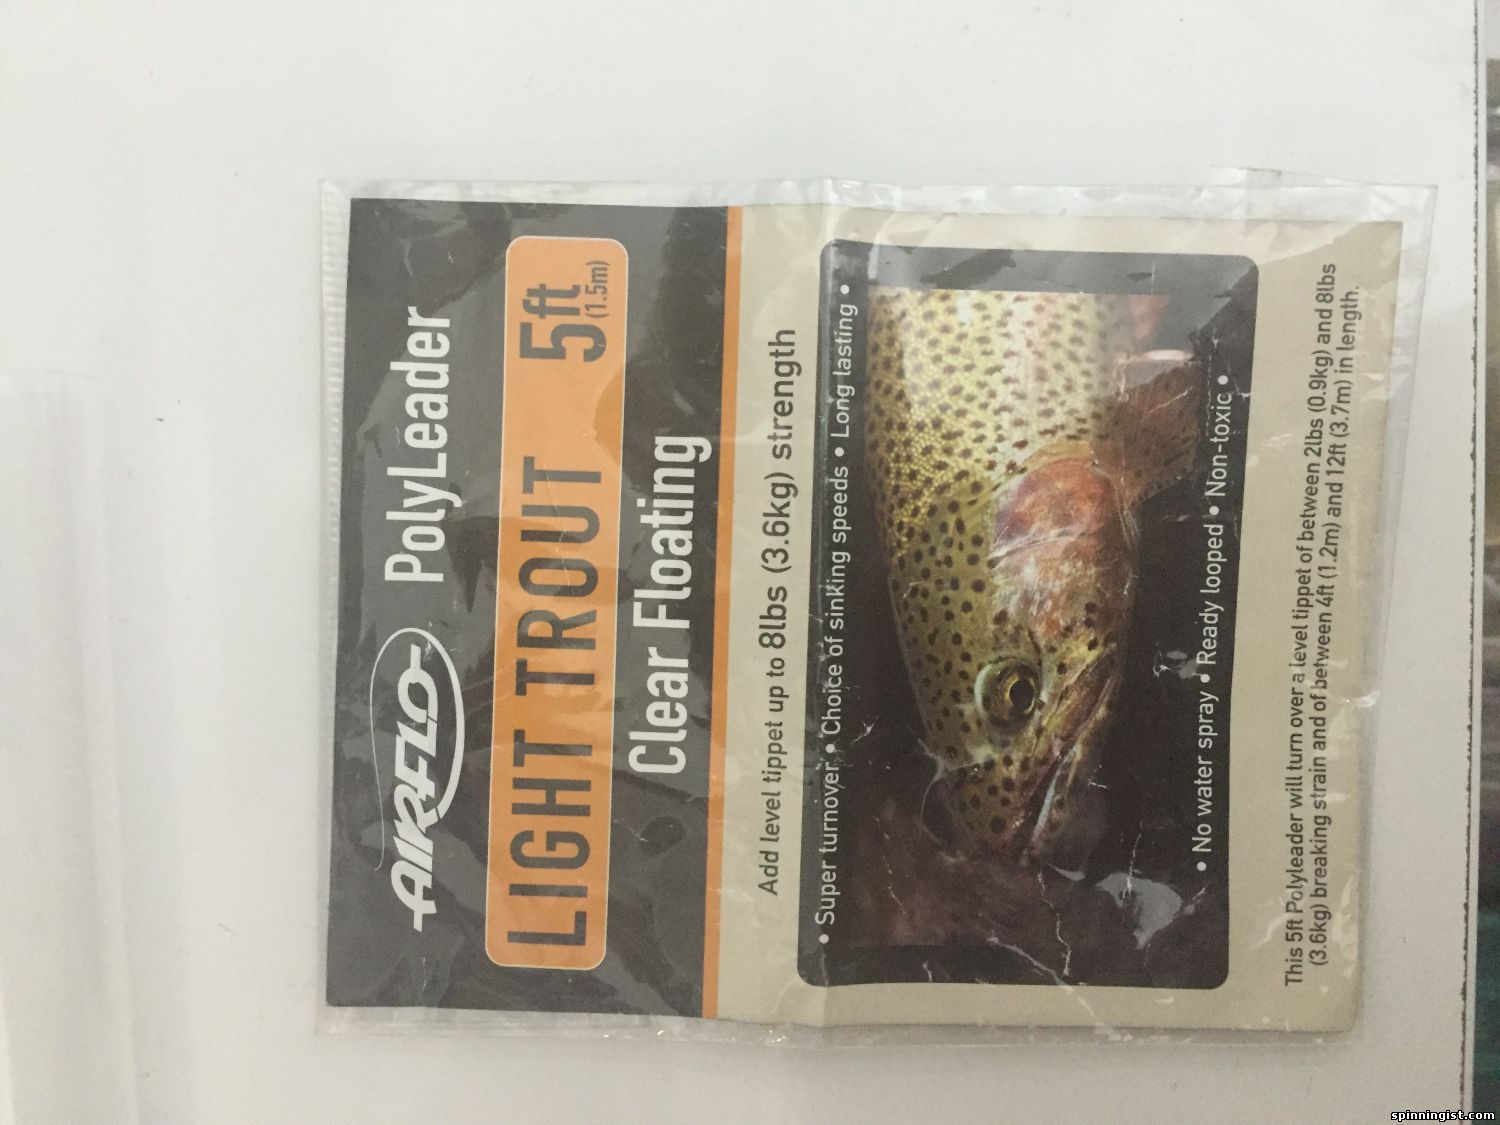 AIRFLO PolyLeader
LIGHT TROUT 5ft
(1.5m)
Clear Floating
Add level tippet up to 8lbs (3.6kg) strength
• Super turnover • Choice of sinking speeds • Long lasting •
• No water spray • Ready looped • Non-toxic •
This 5ft Polyleader will turn over a level tippet of between 2lbs (0.9kg) and 8lbs
(3.6kg) breaking strain and of between 4ft (1.2m) and 12ft (3.7m) in length.
spinningist.com